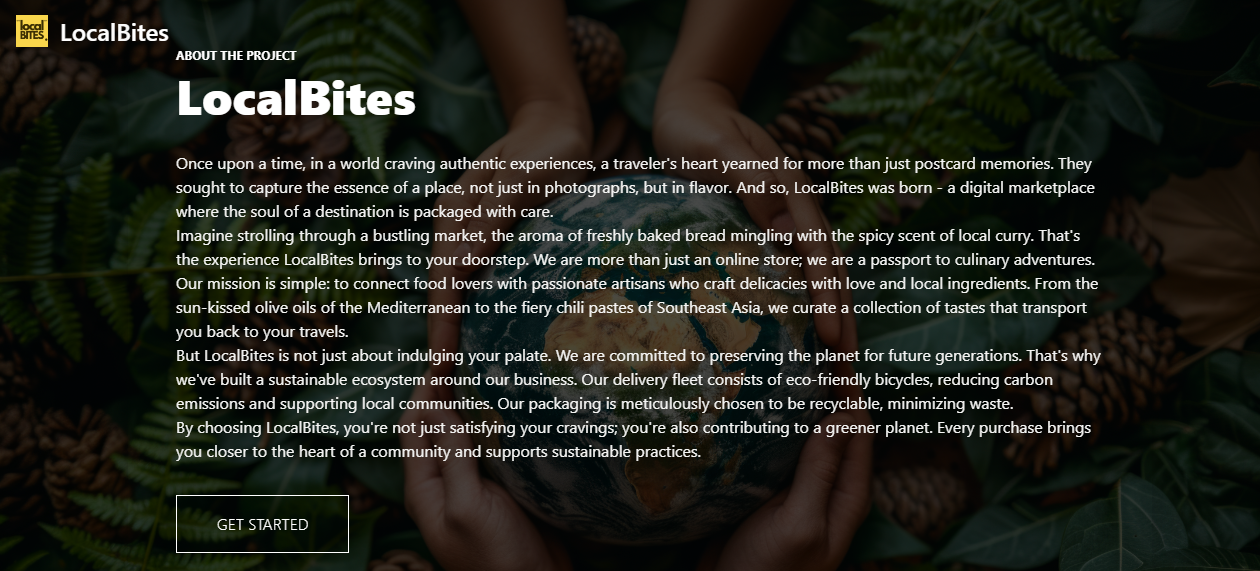 local
BITES.
LocalBites
ABOUT THE PROJECT
LocalBites
Once upon a time, in a world craving authentic experiences, a traveler's heart yearned for more than just postcard memories. They
sought to capture the essence of a place, not just in photographs, but in flavor. And so, LocalBites was born - a digital marketplace
where the soul of a destination is packaged with care.
Imagine strolling through a bustling market, the aroma of freshly baked bread mingling with the spicy scent of local curry. That's
the experience LocalBites brings to your doorstep. We are more than just an online store; we are a passport to culinary adventures.
Our mission is simple: to connect food lovers with passionate artisans who craft delicacies with love and local ingredients. From the
sun-kissed olive oils of the Mediterranean to the fiery chili pastes of Southeast Asia, we curate a collection of tastes that transport
you back to your travels.
But LocalBites is not just about indulging your palate. We are committed to preserving the planet for future generations. That's why
we've built a sustainable ecosystem around our business. Our delivery fleet consists of eco-friendly bicycles, reducing carbon
emissions and supporting local communities. Our packaging is meticulously chosen to be recyclable, minimizing waste.
By choosing LocalBites, you're not just satisfying your cravings; you're also contributing to a greener planet. Every purchase brings
you closer to the heart of a community and supports sustainable practices.
GET STARTED